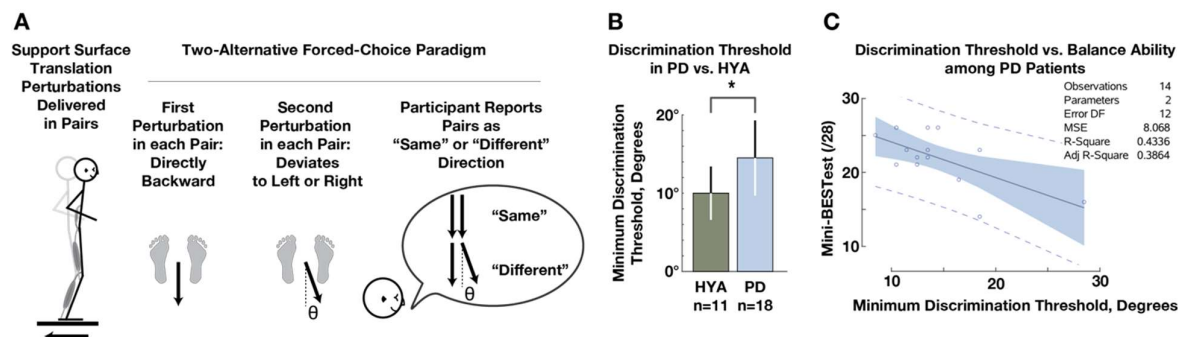 A
Support Surface
Translation
Perturbations
Delivered
in Pairs
Two-Alternative Forced-Choice Paradigm
First
Perturbation
in each Pair:
Directly
Backward
Second
Perturbation
in each Pair:
Deviates
to Left or Right
θ
Participant Reports
Pairs as
“Same” or “Different”
Direction
“Same”
“Different”
θ
B
Discrimination Threshold
in PD vs. HYA
*
Minimum Discrimination
Threshold, Degrees
20°
10°
0°
HYA PD
n=11 n=18
C
Discrimination Threshold vs. Balance Ability
among PD Patients
Observations 14
Parameters 2
Error DF 12
MSE 8.068
R-Square 0.4336
Adj R-Square 0.3864
Mini-BESTest (/28)
30
20
10
10 20 30
Minimum Discrimination Threshold, Degrees